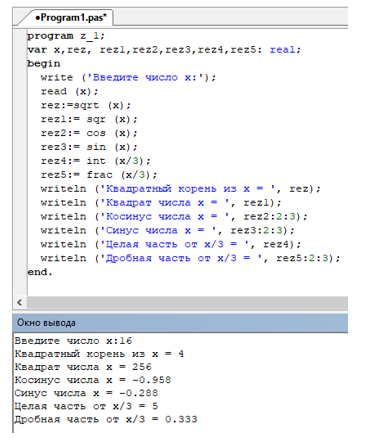 •Program1.pas*
program z_1;
var x,rez, rez1,rez2,rez3,rez4,rez5: real;
begin
write ('Введите число x:');
read (x);
rez:=sqrt (x);
rez1:= sqr (x);
rez2:= cos (x);
rez3:= sin (x);
rez4:= int (x/3);
rez5:= frac (x/3);
writeln ('Квадратный корень из x = ', rez);
writeln ('Квадрат числа x = ', rez1);
writeln ('Косинус числа x = ', rez2:2:3);
writeln ('Синус числа x = ', rez3:2:3);
writeln ('Целая часть от x/3 = ', rez4);
writeln ('Дробная часть от x/3 = ', rez5:2:3);
end.
Окно вывода
Введите число x:16
Квадратный корень из x = 4
Квадрат числа x = 256
Косинус числа x = -0.958
Синус числа x = -0.288
Целая часть от x/3 = 5
Дробная часть от x/3 = 0.333